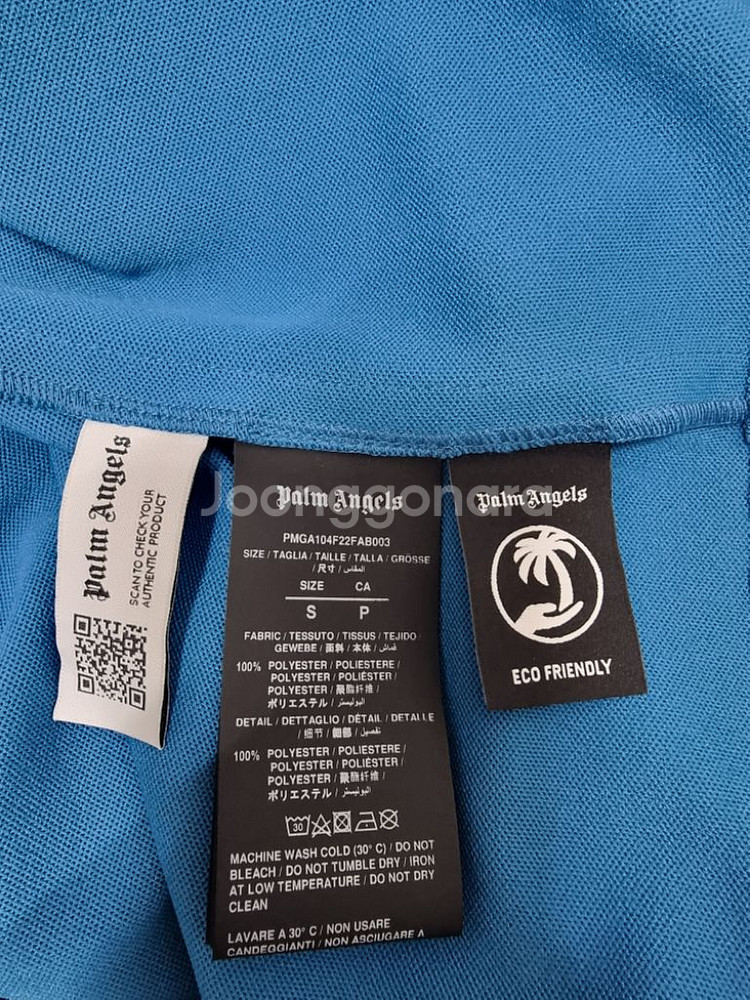 Palm Angels
SCAN TO CHECK YOUR
AUTHENTIC PRODUCT
Joonggonara
Palm Angels
PMGA104F22FAB003
SIZE / TAGLIA / TAILLE / TALLA / GRÖSSE
/ 尺寸 / المقاس
SIZE CA
S P
FABRIC / TESSUTO / TISSUS / TEJIDO
GEWEBE / 面料 / 本体 / قماش
100% POLYESTER / POLIESTERE /
POLYESTER / POLIÉSTER /
POLYESTER / 聚酯纤维 /
ポリエステル / البوليستر
DETAIL / DETTAGLIO / DÉTAIL / DETALLE
/ 细节 / 細部 / تفصيل
100% POLYESTER / POLIESTERE /
POLYESTER / POLIÉSTER /
POLYESTER / 聚酯纤维 /
ポリエステル / البوليستر
30
MACHINE WASH COLD (30° C) / DO NOT
BLEACH / DO NOT TUMBLE DRY / IRON
AT LOW TEMPERATURE / DO NOT DRY
CLEAN
LAVARE A 30° C / NON USARE
CANDEGGIANTI / NON ASCIUGARE A
Palm Angels
ECO FRIENDLY